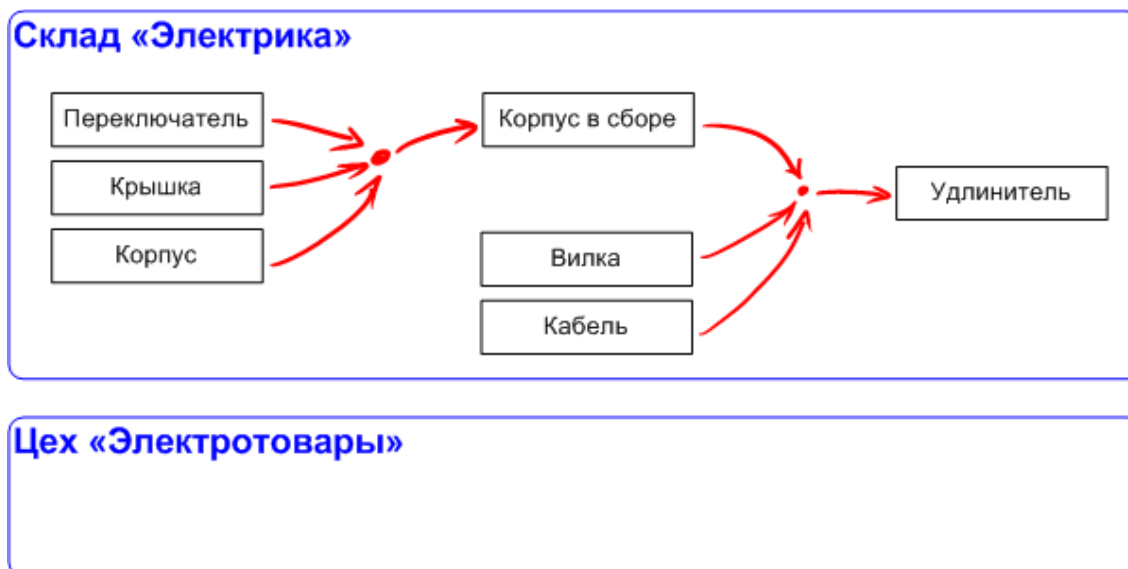 Склад «Электрика»
Переключатель
Крышка
Корпус
Корпус в сборе
Вилка
Кабель
Удлинитель
Цех «Электротовары»